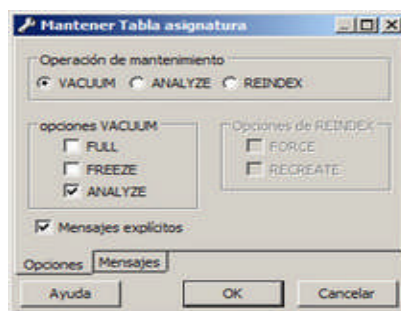 Mantener Tabla asignatura
Operación de mantenimiento
VACUUM ANALYZE REINDEX
opciones VACUUM Opciones de REINDEX
FULL FORCE
FREEZE RECREATE
ANALYZE
Mensajes explícitos
Opciones Mensajes
Ayuda OK Cancelar